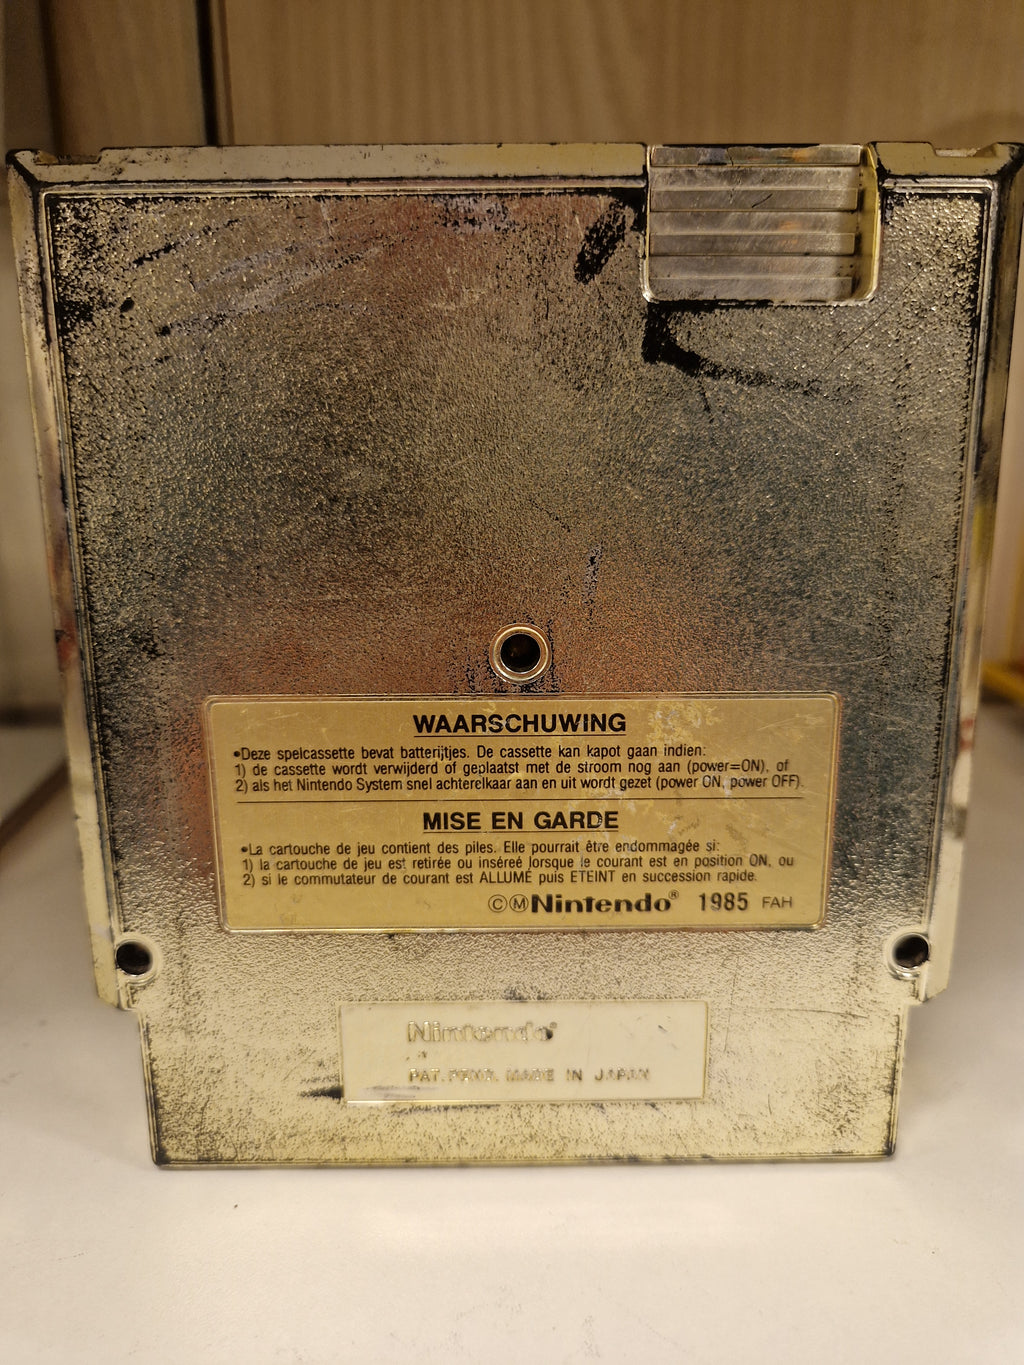 WAARSCHUWING
•Deze spelcassette bevat batterijtjes. De cassette kan kapot gaan indien:
1) de cassette wordt verwijderd of geplaatst met de stroom nog aan (power=ON), of
2) als het Nintendo System snel achterelkaar aan en uit wordt gezet (power ON, power OFF).
MISE EN GARDE
•La cartouche de jeu contient des piles. Elle pourrait être endommagée si:
1) la cartouche de jeu est retirée ou inséreé lorsque le courant est en position ON, ou
2) si le commutateur de courant est ALLUMÉ puis ETEINT en succession rapide.
©ⓂNintendo® 1985 FAH
Nintendo®
PAT. PEND. MADE IN JAPAN